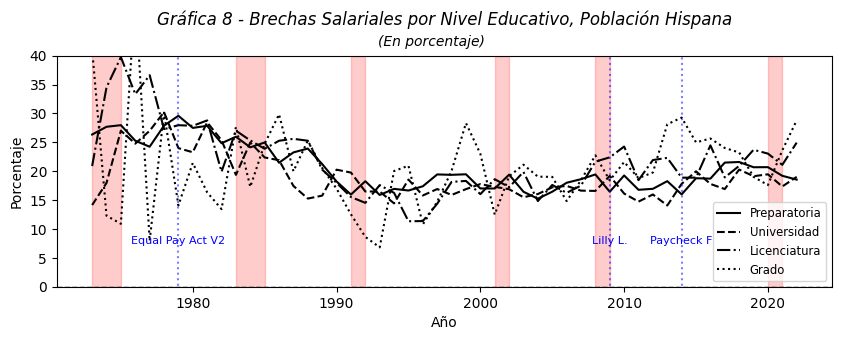 Gráfica 8 - Brechas Salariales por Nivel Educativo, Población Hispana
(En porcentaje)
Porcentaje
40
35
30
25
20
15
10
5
0
Equal Pay Act V2
Lilly L.
Paycheck F
Preparatoria
Universidad
Licenciatura
Grado
1980
1990
2000
2010
2020
Año